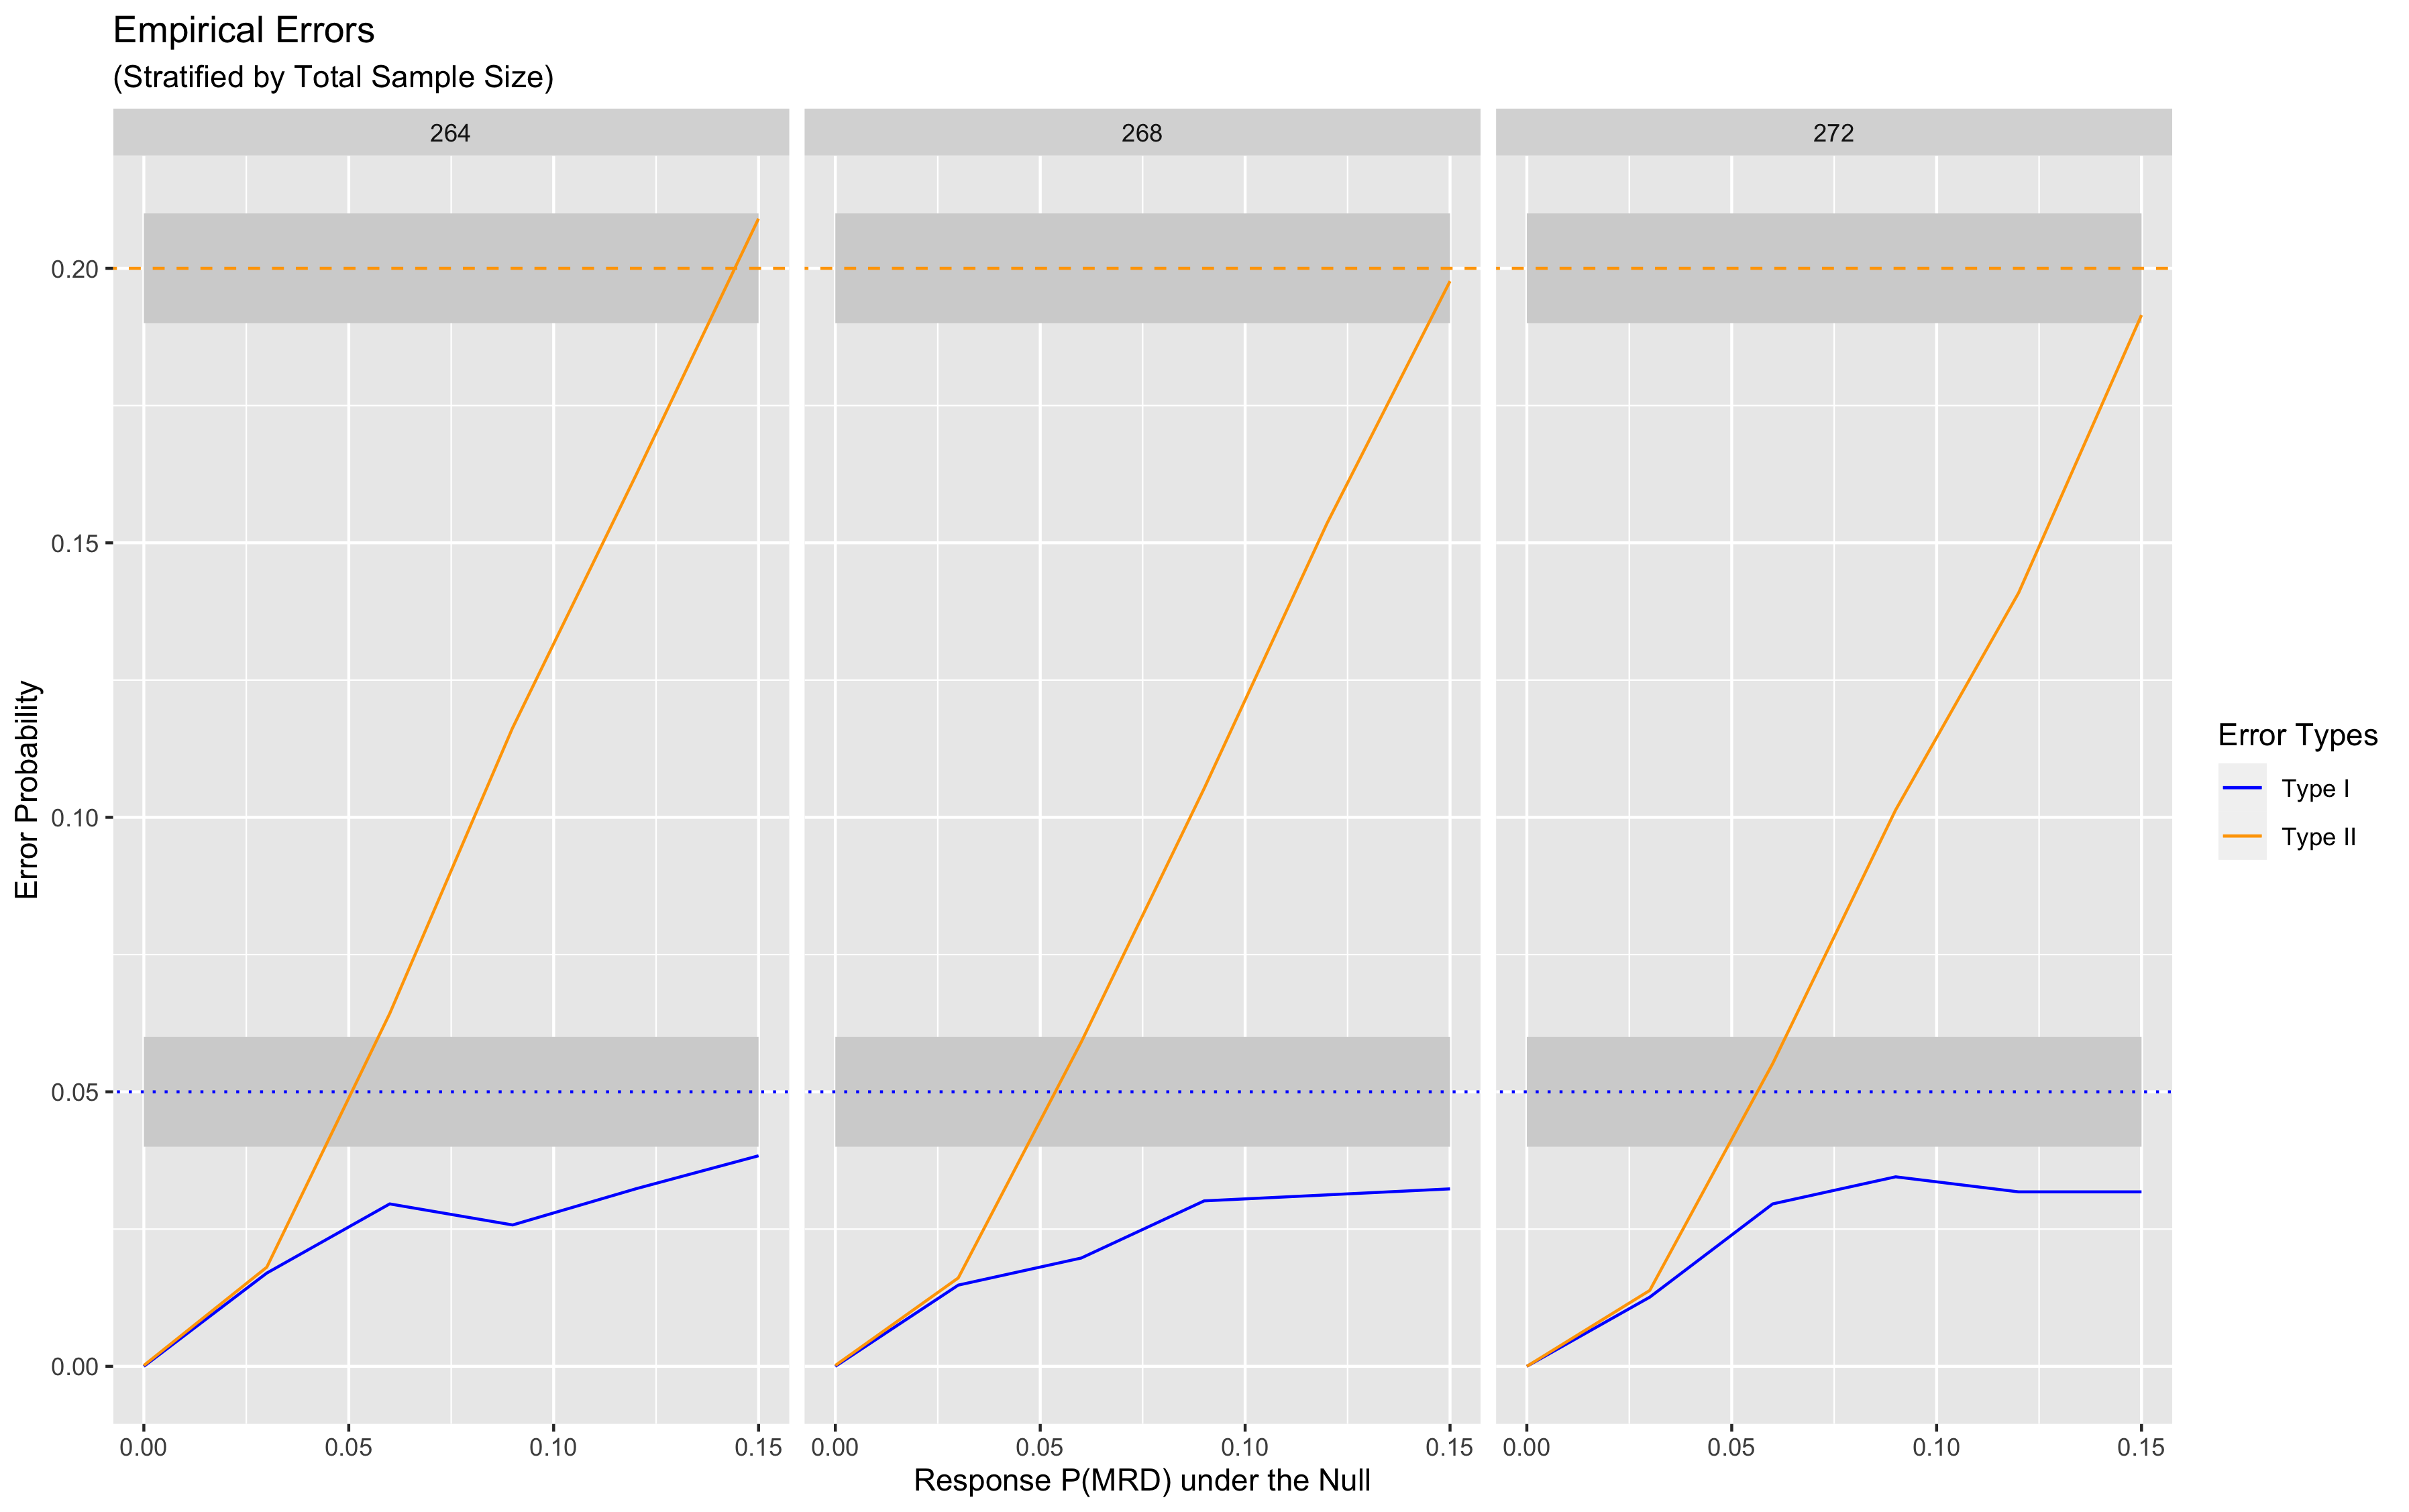 Empirical Errors
(Stratified by Total Sample Size)
264
268
272
0.20
0.15
0.10
0.05
0.00
Error Probability
0.00 0.05 0.10 0.15
0.00 0.05 0.10 0.15
0.00 0.05 0.10 0.15
Response P(MRD) under the Null
Error Types
Type I
Type II